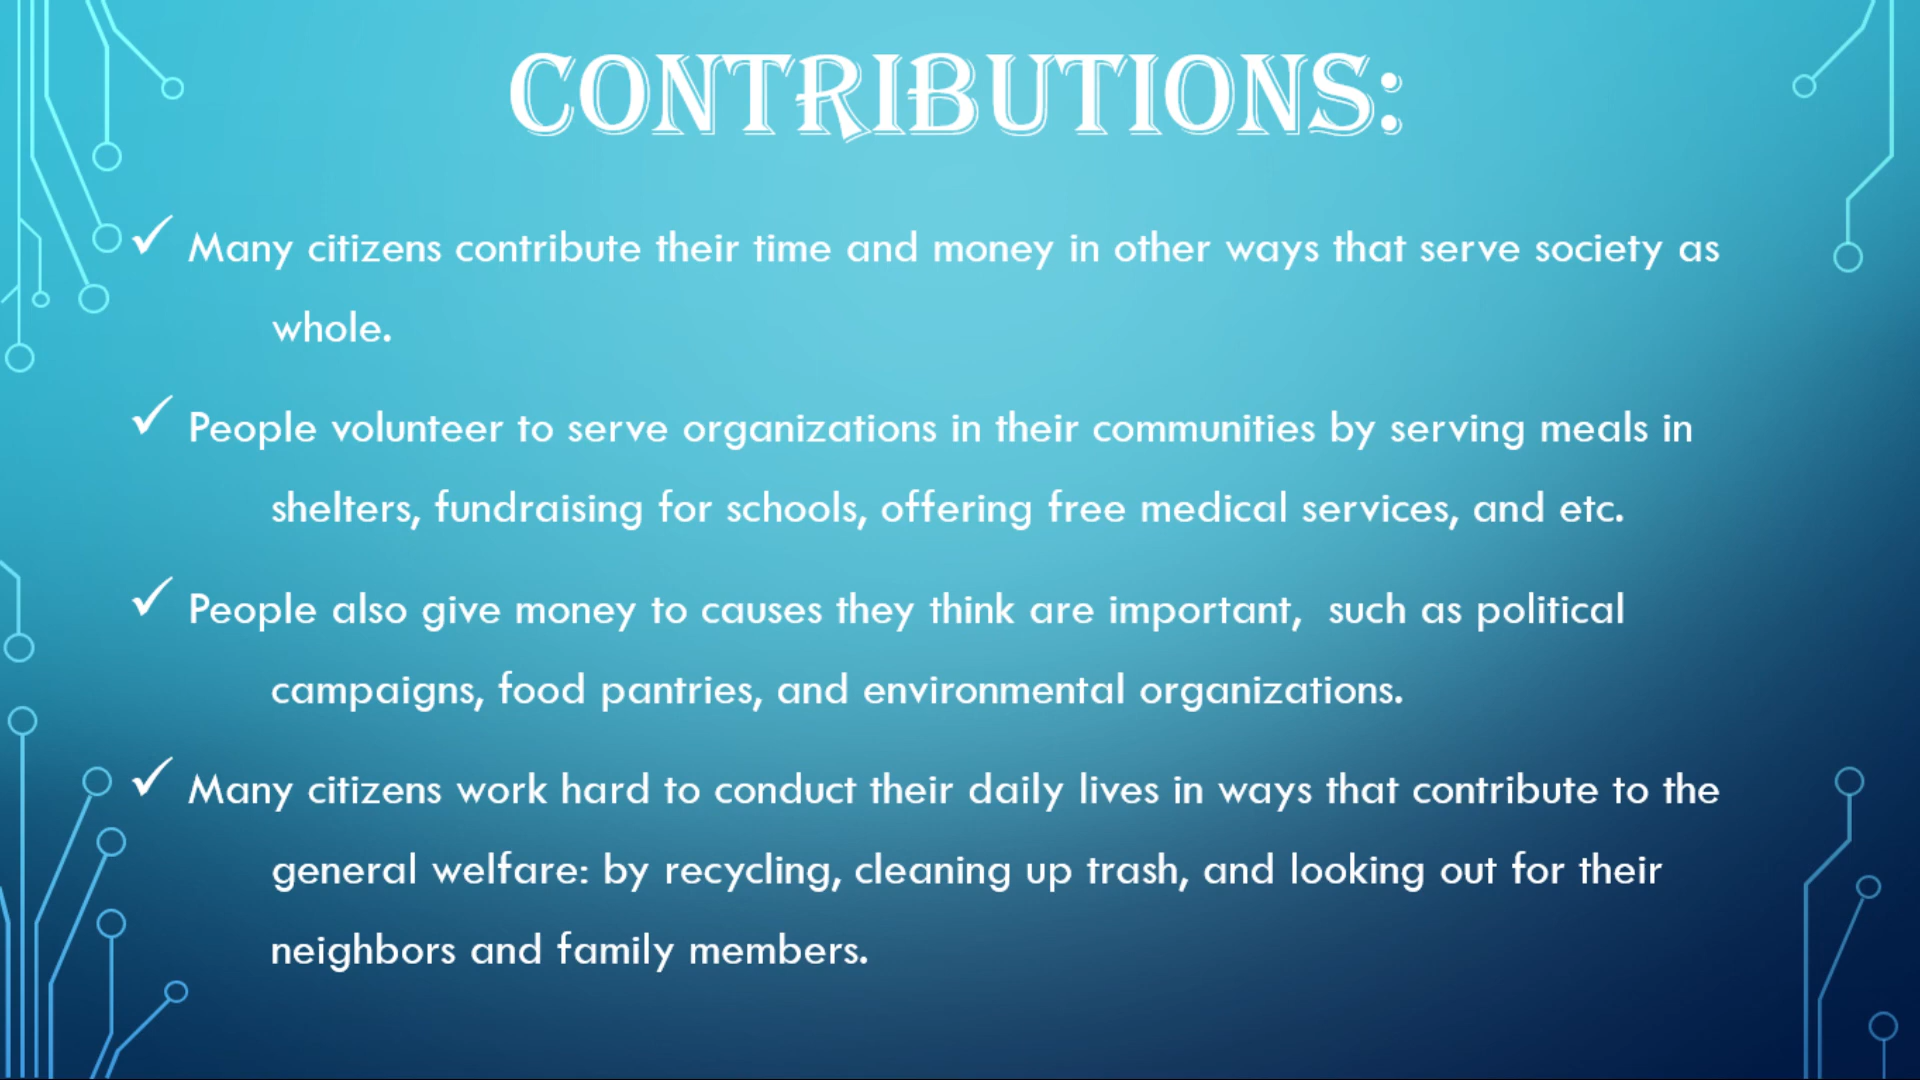 CONTRIBUTIONS:
✓ Many citizens contribute their time and money in other ways that serve society as
whole.
✓ People volunteer to serve organizations in their communities by serving meals in
shelters, fundraising for schools, offering free medical services, and etc.
✓ People also give money to causes they think are important,  such as political
campaigns, food pantries, and environmental organizations.
✓ Many citizens work hard to conduct their daily lives in ways that contribute to the
general welfare: by recycling, cleaning up trash, and looking out for their
neighbors and family members.